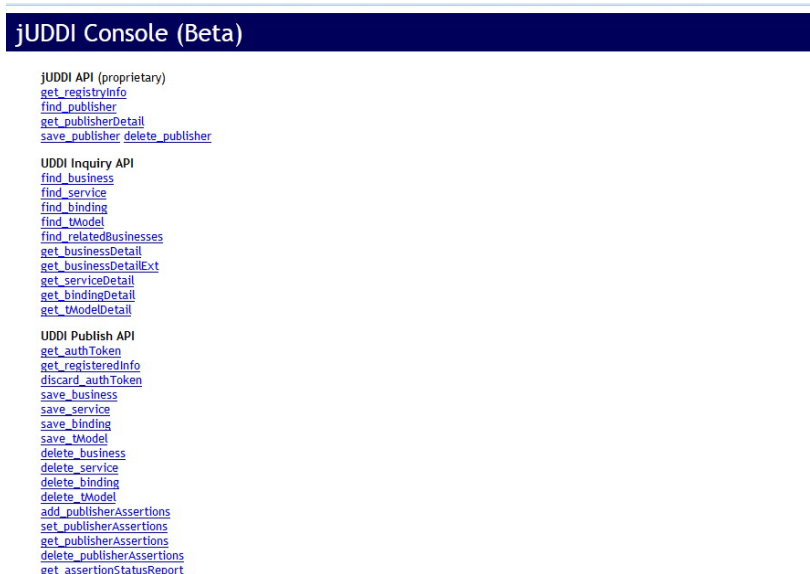 jUDDI Console (Beta)
jUDDI API (proprietary)
get_registryInfo
find_publisher
get_publisherDetail
save_publisher delete_publisher
UDDI Inquiry API
find_business
find_service
find_binding
find_tModel
find_relatedBusinesses
get_businessDetail
get_businessDetailExt
get_serviceDetail
get_bindingDetail
get_tModelDetail
UDDI Publish API
get_authToken
get_registeredInfo
discard_authToken
save_business
save_service
save_binding
save_tModel
delete_business
delete_service
delete_binding
delete_tModel
add_publisherAssertions
set_publisherAssertions
get_publisherAssertions
delete_publisherAssertions
get_assertionStatusReport